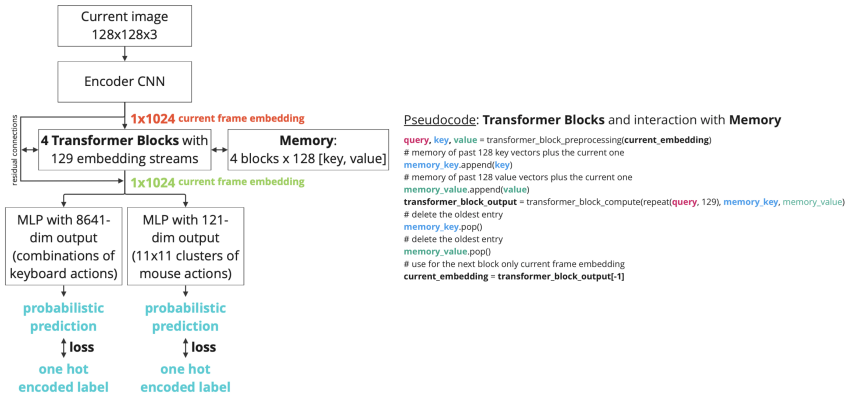 Current image
128x128x3
Encoder CNN
1x1024 current frame embedding
residual connections
4 Transformer Blocks with
129 embedding streams
Memory:
4 blocks x 128 [key, value]
1x1024 current frame embedding
MLP with 8641-
dim output
(combinations of
keyboard actions)
MLP with 121-
dim output
(11x11 clusters of
mouse actions)
probabilistic
prediction
probabilistic
prediction
loss
loss
one hot
encoded label
one hot
encoded label
Pseudocode: Transformer Blocks and interaction with Memory
query, key, value = transformer_block_preprocessing(current_embedding)
# memory of past 128 key vectors plus the current one
memory_key.append(key)
# memory of past 128 value vectors plus the current one
memory_value.append(value)
transformer_block_output = transformer_block_compute(repeat(query, 129), memory_key, memory_value)
# delete the oldest entry
memory_key.pop()
# delete the oldest entry
memory_value.pop()
# use for the next block only current frame embedding
current_embedding = transformer_block_output[-1]